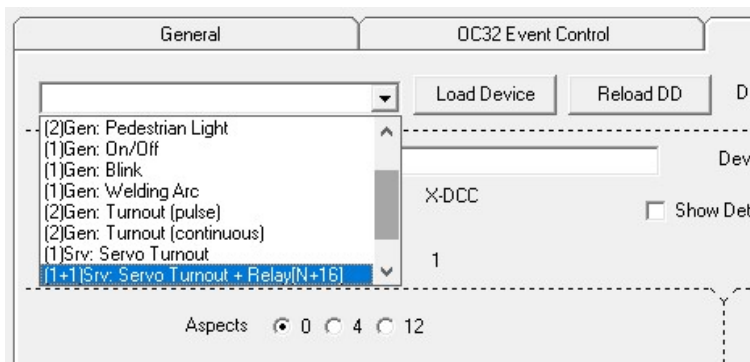 General
OC32 Event Control
Load Device
Reload DD
D
(2)Gen: Pedestrian Light
(1)Gen: On/Off
(1)Gen: Blink
(1)Gen: Welding Arc
(2)Gen: Turnout (pulse)
(2)Gen: Turnout (continuous)
(1)Srv: Servo Turnout
(1+1)Srv: Servo Turnout + Relay[N+16]
Dev
X-DCC
Show Det
1
Aspects 0 4 12